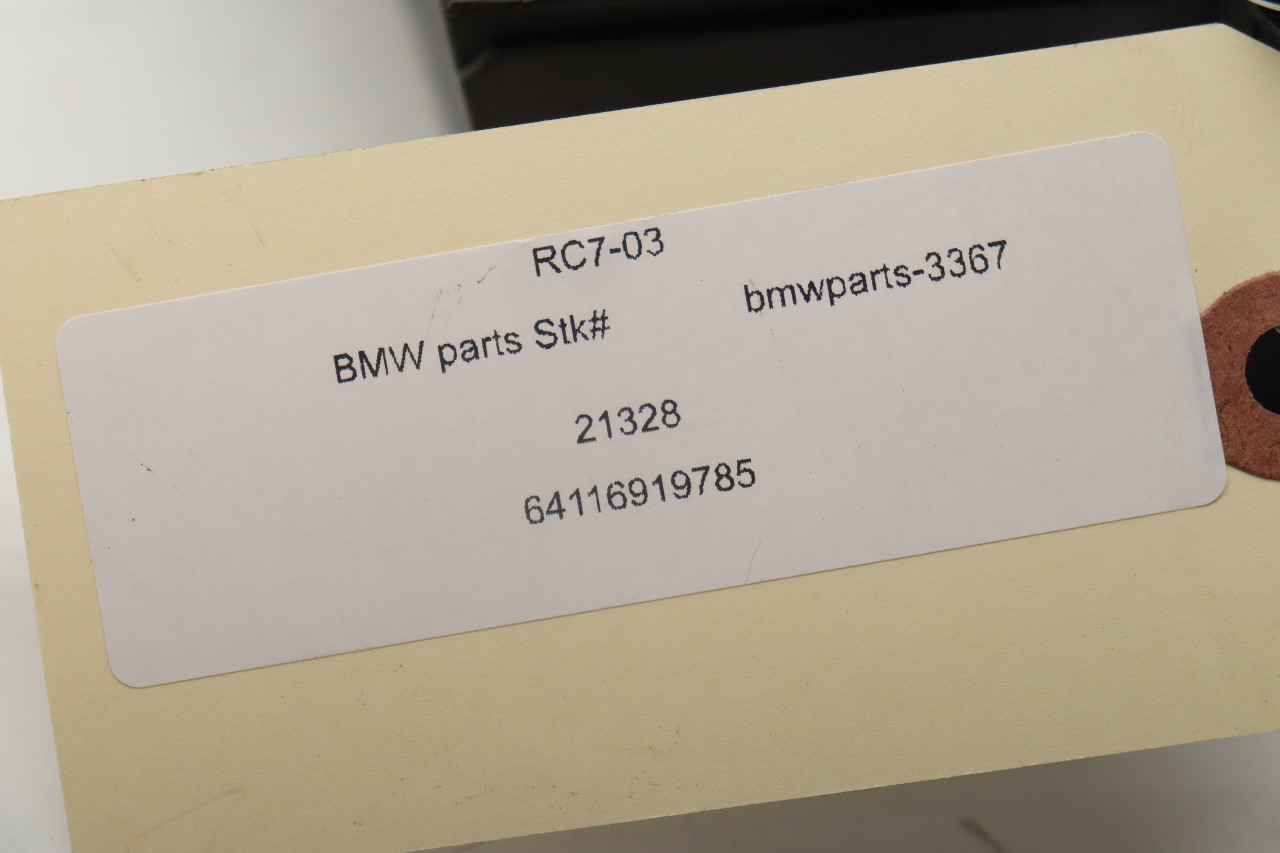 RC7-03
BMW parts Stk# bmwparts-3367
21328
64116919785